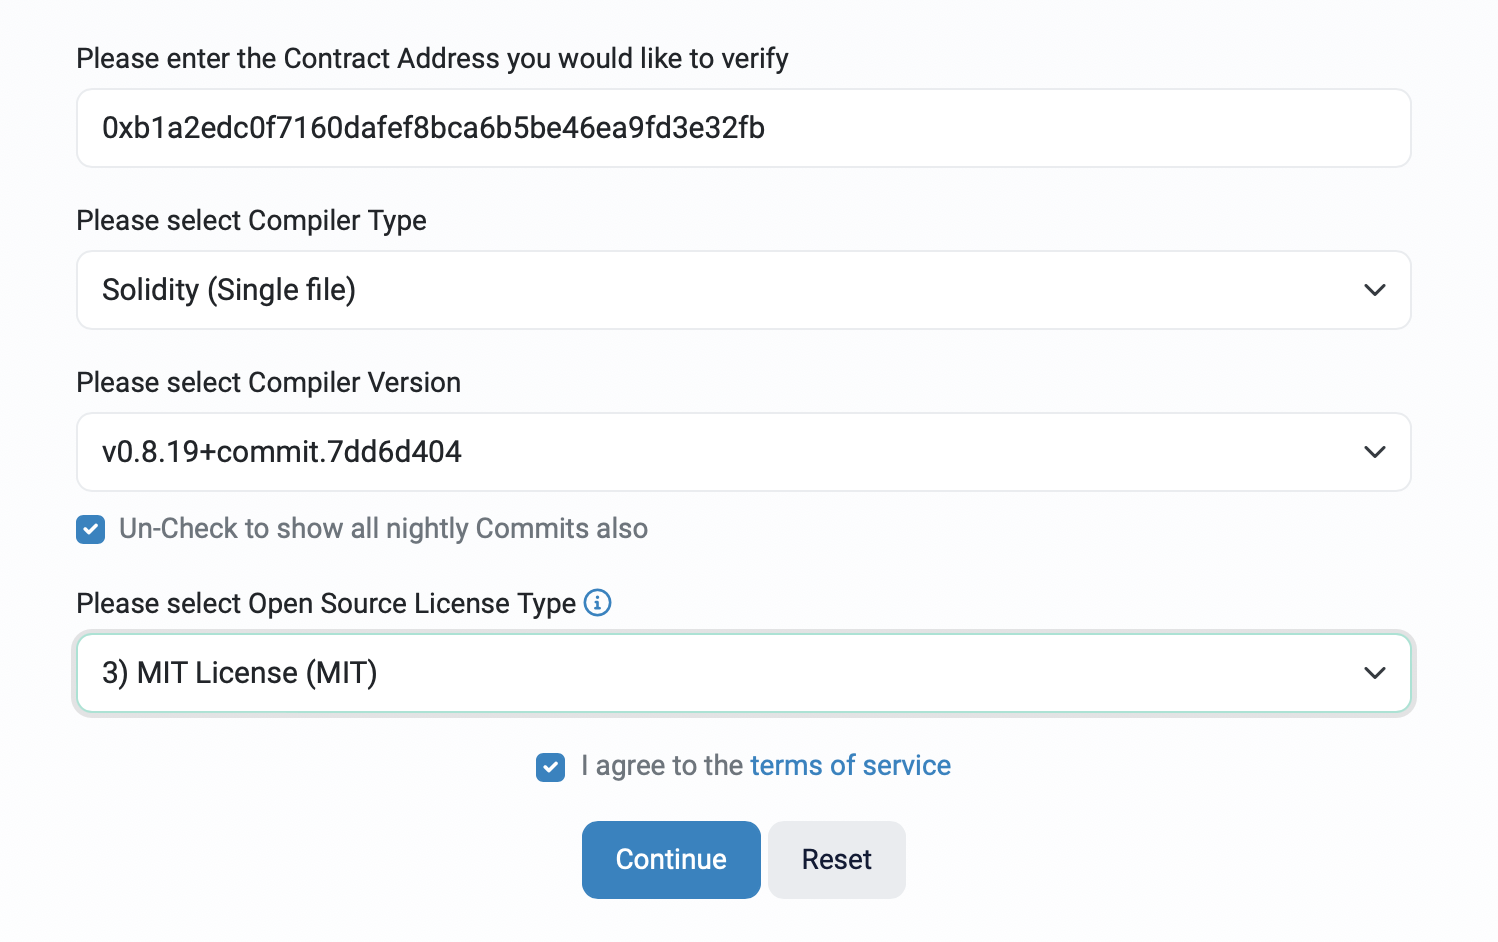 Please enter the Contract Address you would like to verify
0xb1a2edc0f7160dafef8bca6b5be46ea9fd3e32fb
Please select Compiler Type
Solidity (Single file)
Please select Compiler Version
v0.8.19+commit.7dd6d404
Un-Check to show all nightly Commits also
Please select Open Source License Type
3) MIT License (MIT)
I agree to the terms of service
Continue Reset